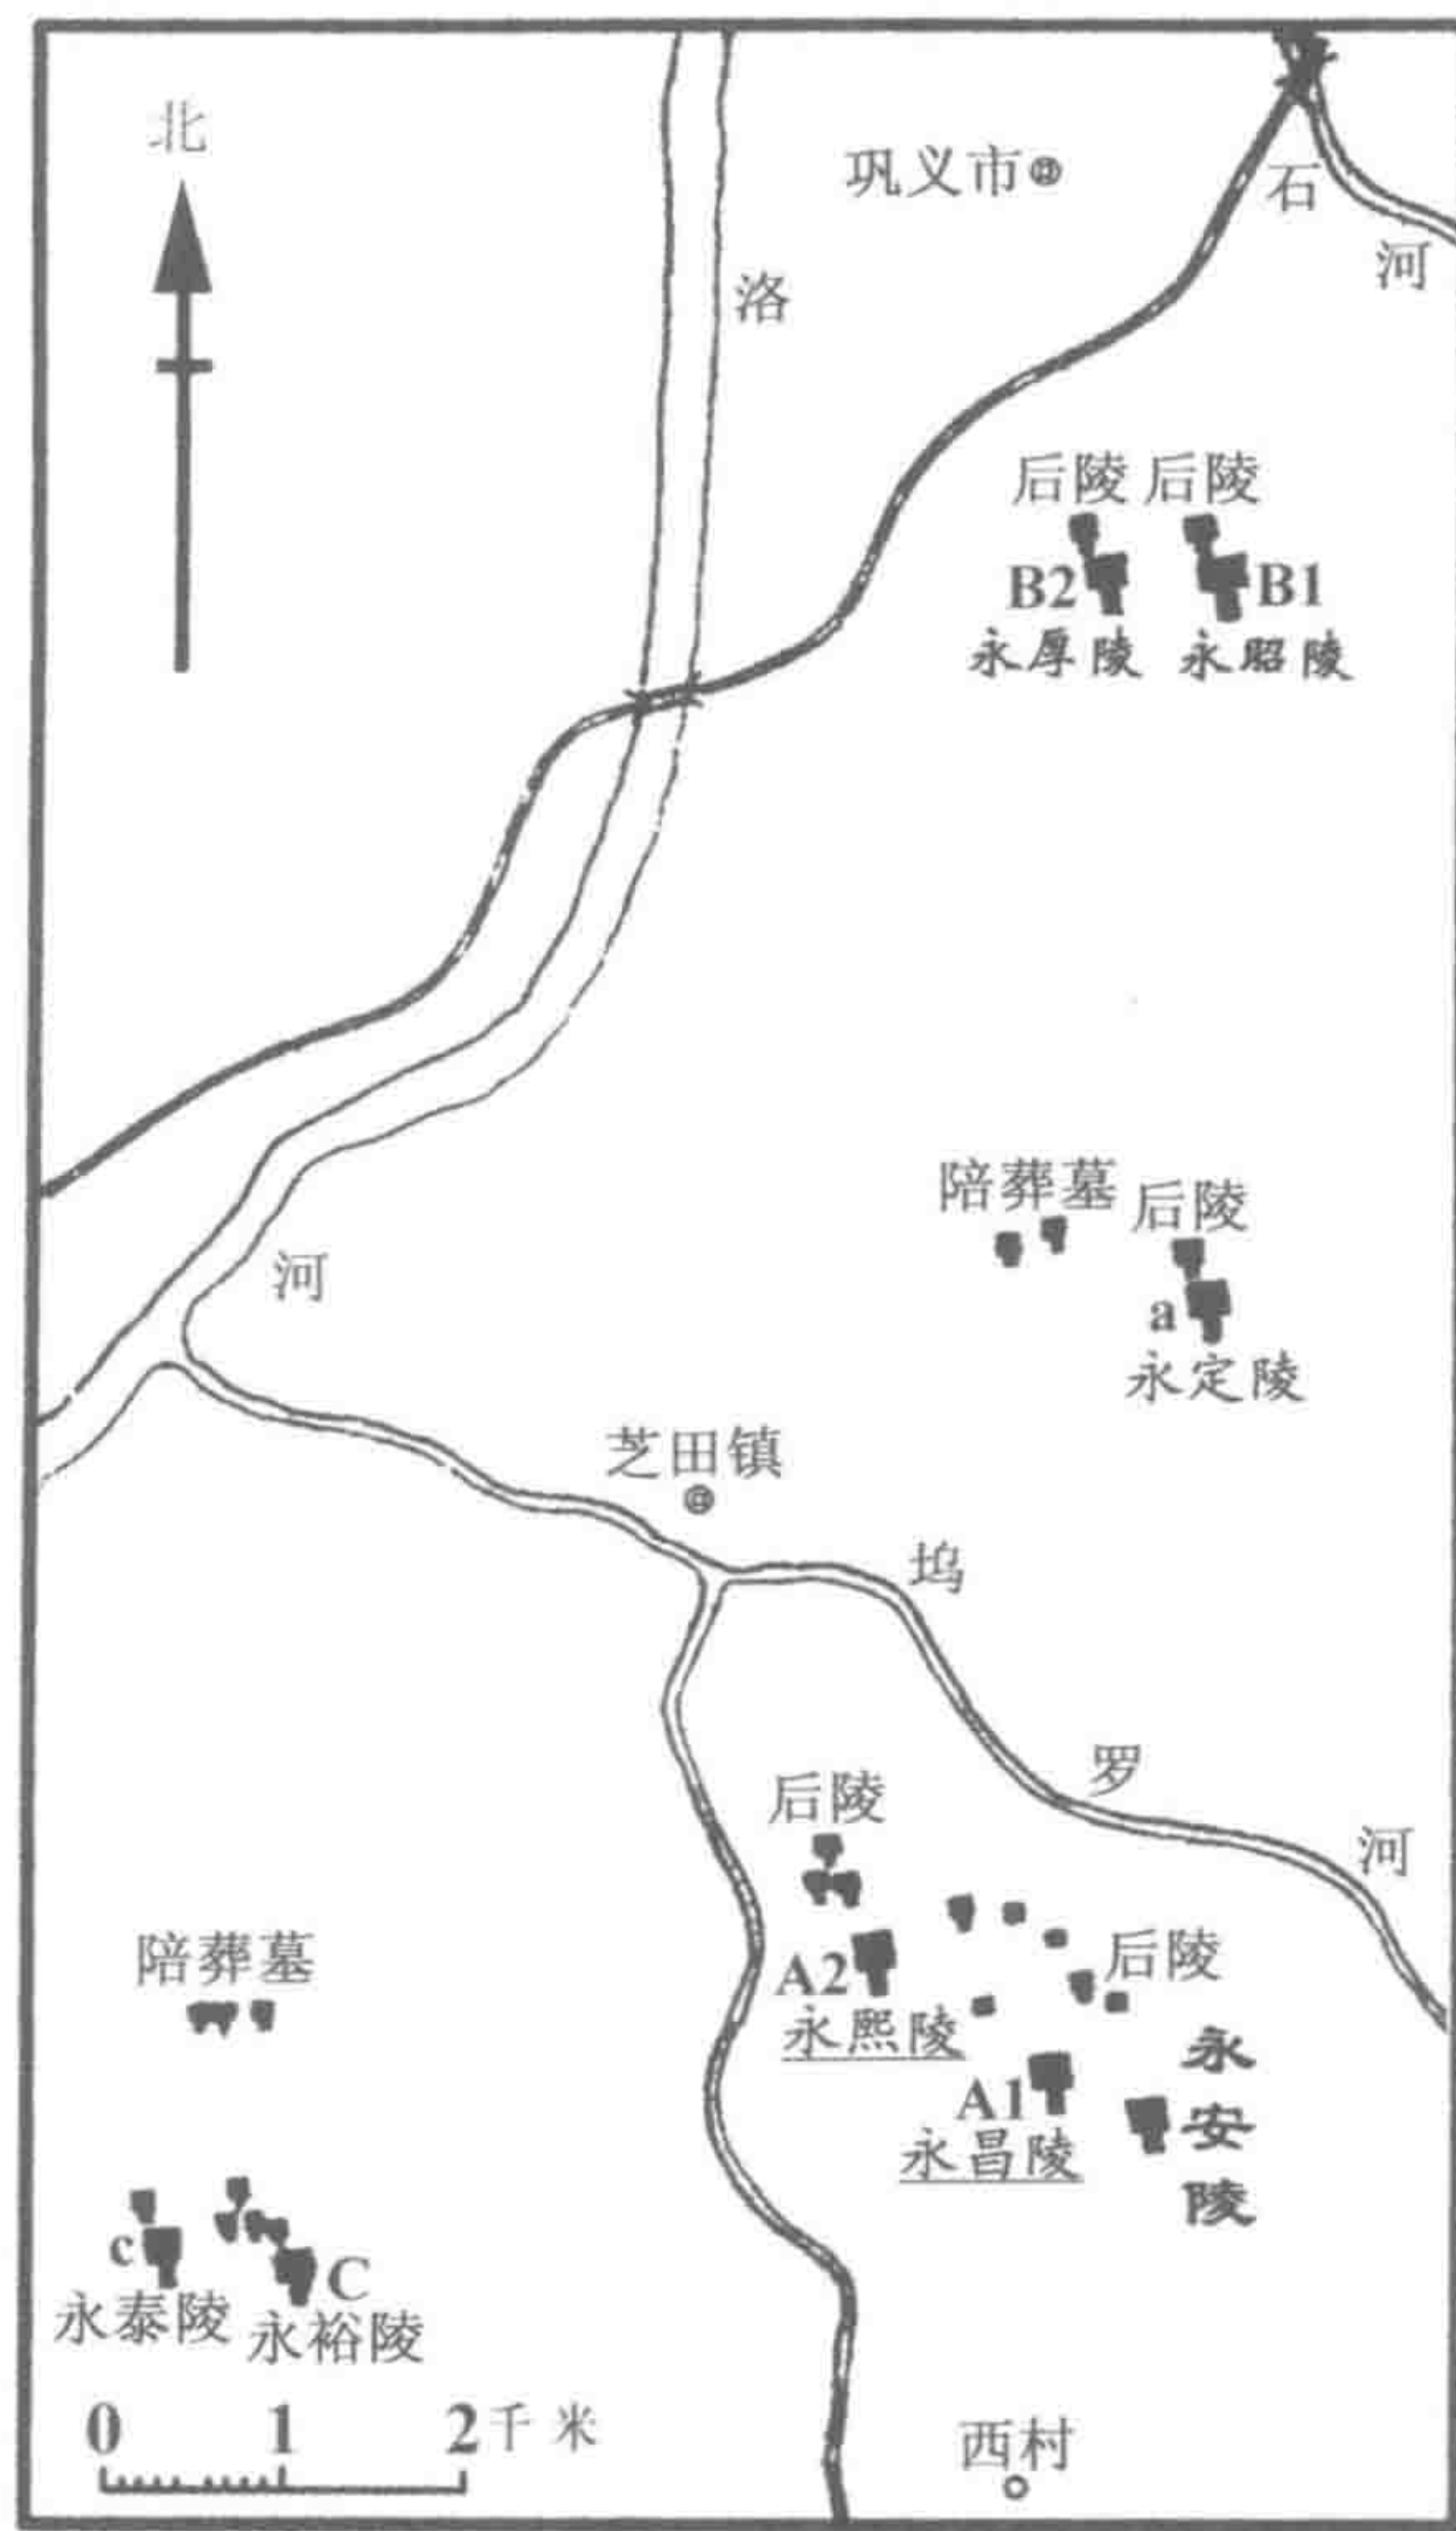 北
巩义市
石
河
洛
后陵 后陵
B2 B1
永厚陵 永昭陵
陪葬墓 后陵
a
永定陵
河
芝田镇
坞
罗
河
后陵
后陵
A2
永熙陵
陪葬墓
永安陵
A1
永昌陵
c
C
永泰陵
永裕陵
0 1 2千米
西村